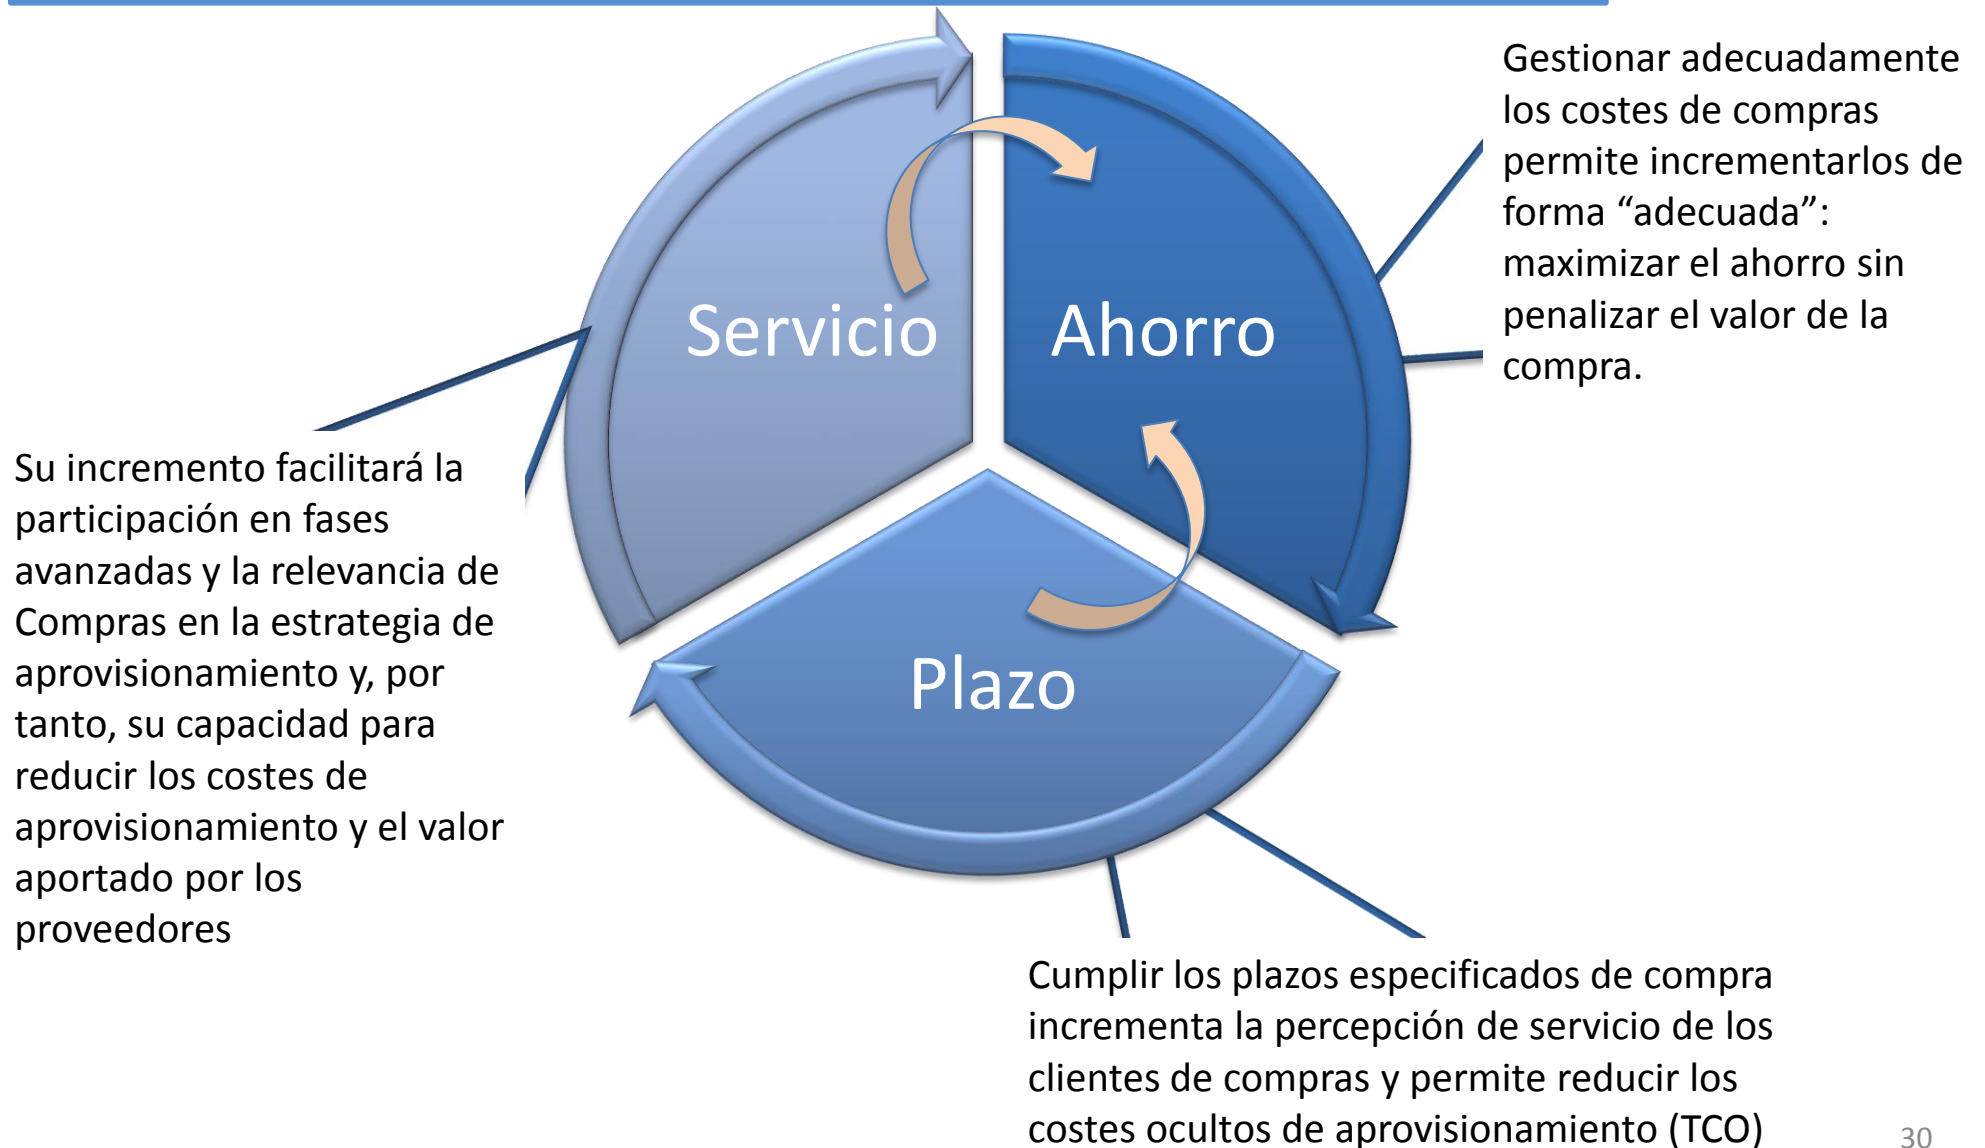 Gestionar adecuadamente
los costes de compras
permite incrementarlos de
forma “adecuada”:
maximizar el ahorro sin
penalizar el valor de la
compra.
Servicio
Ahorro
Su incremento facilitará la
participación en fases
avanzadas y la relevancia de
Compras en la estrategia de
aprovisionamiento y, por
tanto, su capacidad para
reducir los costes de
aprovisionamiento y el valor
aportado por los
proveedores
Plazo
Cumplir los plazos especificados de compra
incrementa la percepción de servicio de los
clientes de compras y permite reducir los
costes ocultos de aprovisionamiento (TCO)
30